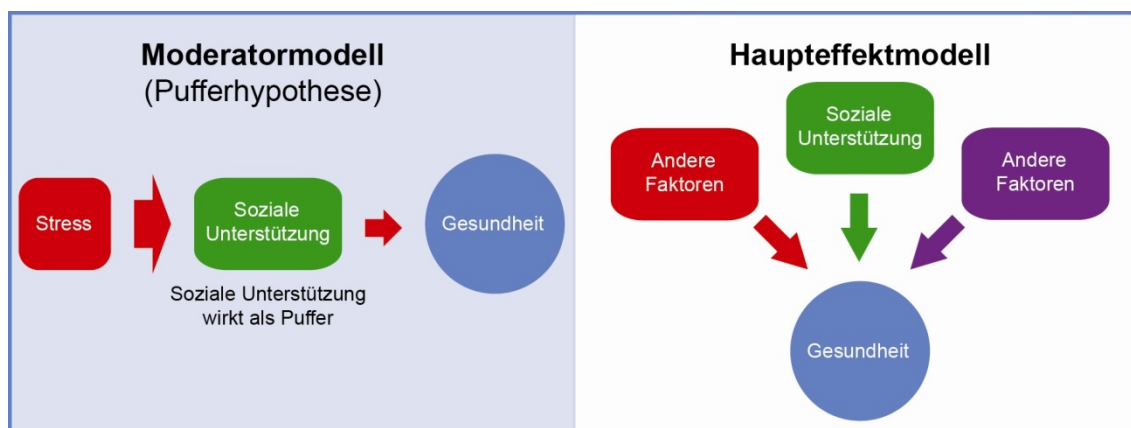 Moderatormodell
(Pufferhypothese)
Stress
Soziale
Unterstützung
Gesundheit
Soziale Unterstützung
wirkt als Puffer
Haupteffektmodell
Andere
Faktoren
Soziale
Unterstützung
Andere
Faktoren
Gesundheit